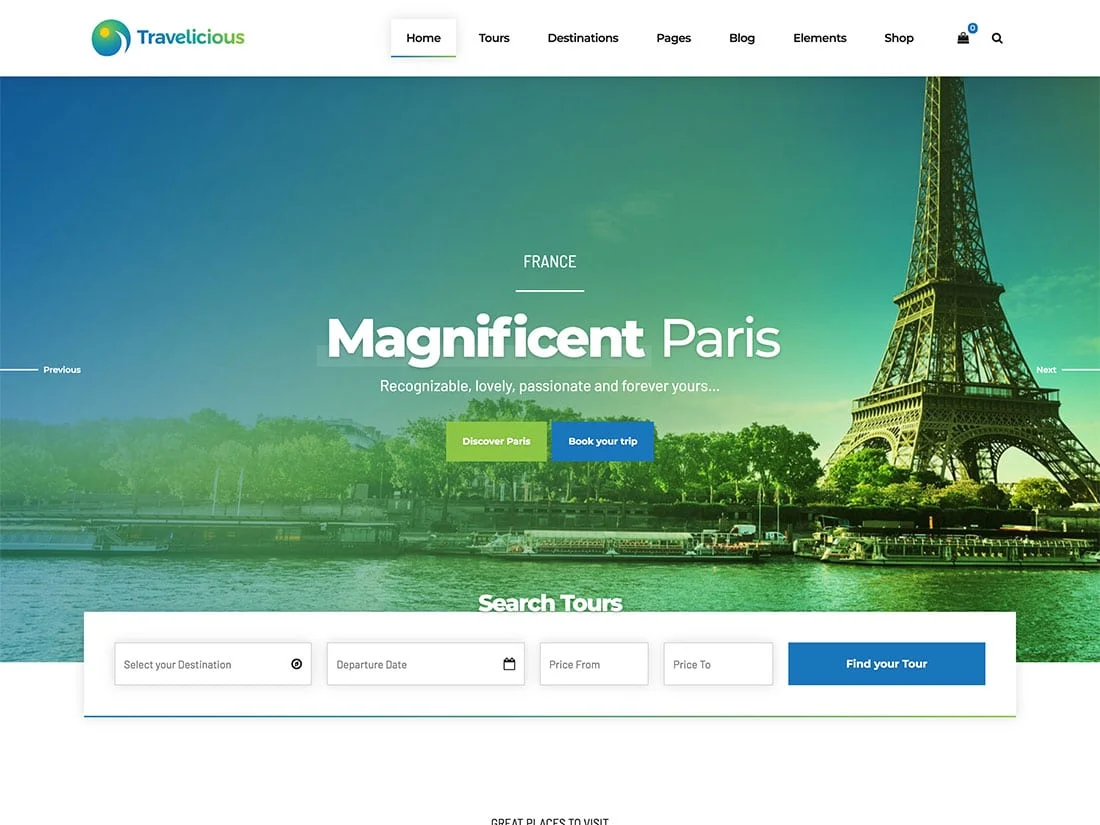 Travelicious
Home Tours Destinations Pages Blog Elements Shop 0
FRANCE
Magnificent Paris
Previous
Next
Recognizable, lovely, passionate and forever yours...
Discover Paris Book your trip
Search Tours
Select your Destination Departure Date Price From Price To Find your Tour
GREAT PLACES TO VISIT